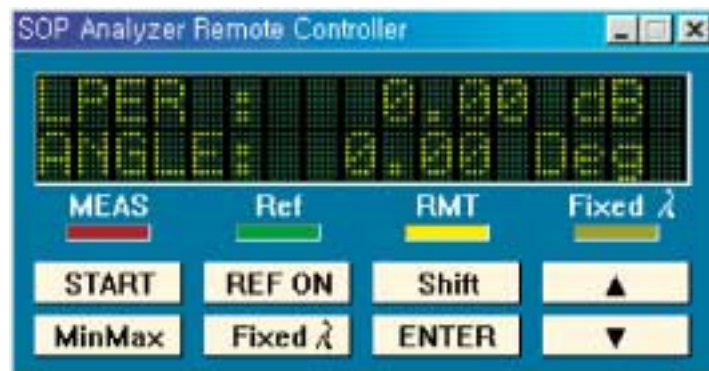 SOP Analyzer Remote Controller
LPER : 0.00 dB
ANGLE: 0.00 Deg
MEAS Ref RMT Fixed λ
START REF ON Shift ▲
MinMax Fixed λ ENTER ▼